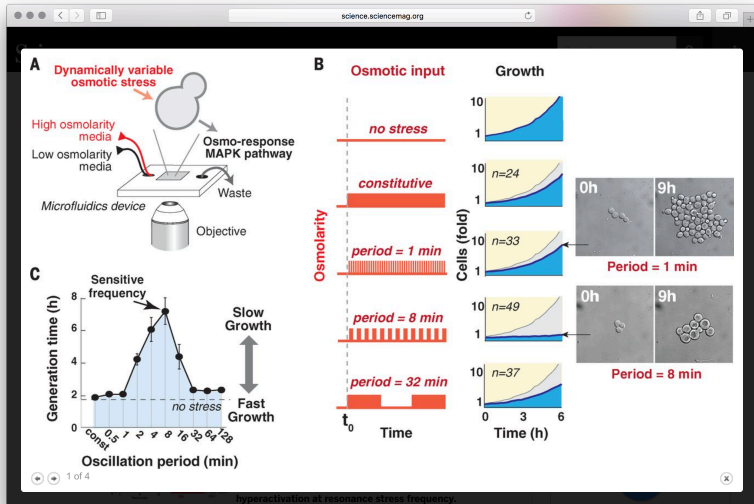 science.sciencemag.org
A
Dynamically variable
osmotic stress
High osmolarity
media
Low osmolarity
media
Osmo-response
MAPK pathway
Waste
Microfluidics device
Objective
B
Osmotic input
Growth
Osmolarity
no stress
constitutive
period = 1 min
period = 8 min
period = 32 min
t0
Time
Cells (fold)
10
1
n=24
10
1
n=33
10
1
n=49
10
1
n=37
10
1
0 3 6
Time (h)
0h 9h
Period = 1 min
0h 9h
Period = 8 min
C
Sensitive
frequency
Generation time (h)
8
6
4
2
0
no stress
Slow
Growth
Fast
Growth
const 0.5 1 2 4 8 16 32 64 128
Oscillation period (min)
1 of 4
hyperactivation at resonance stress frequency.